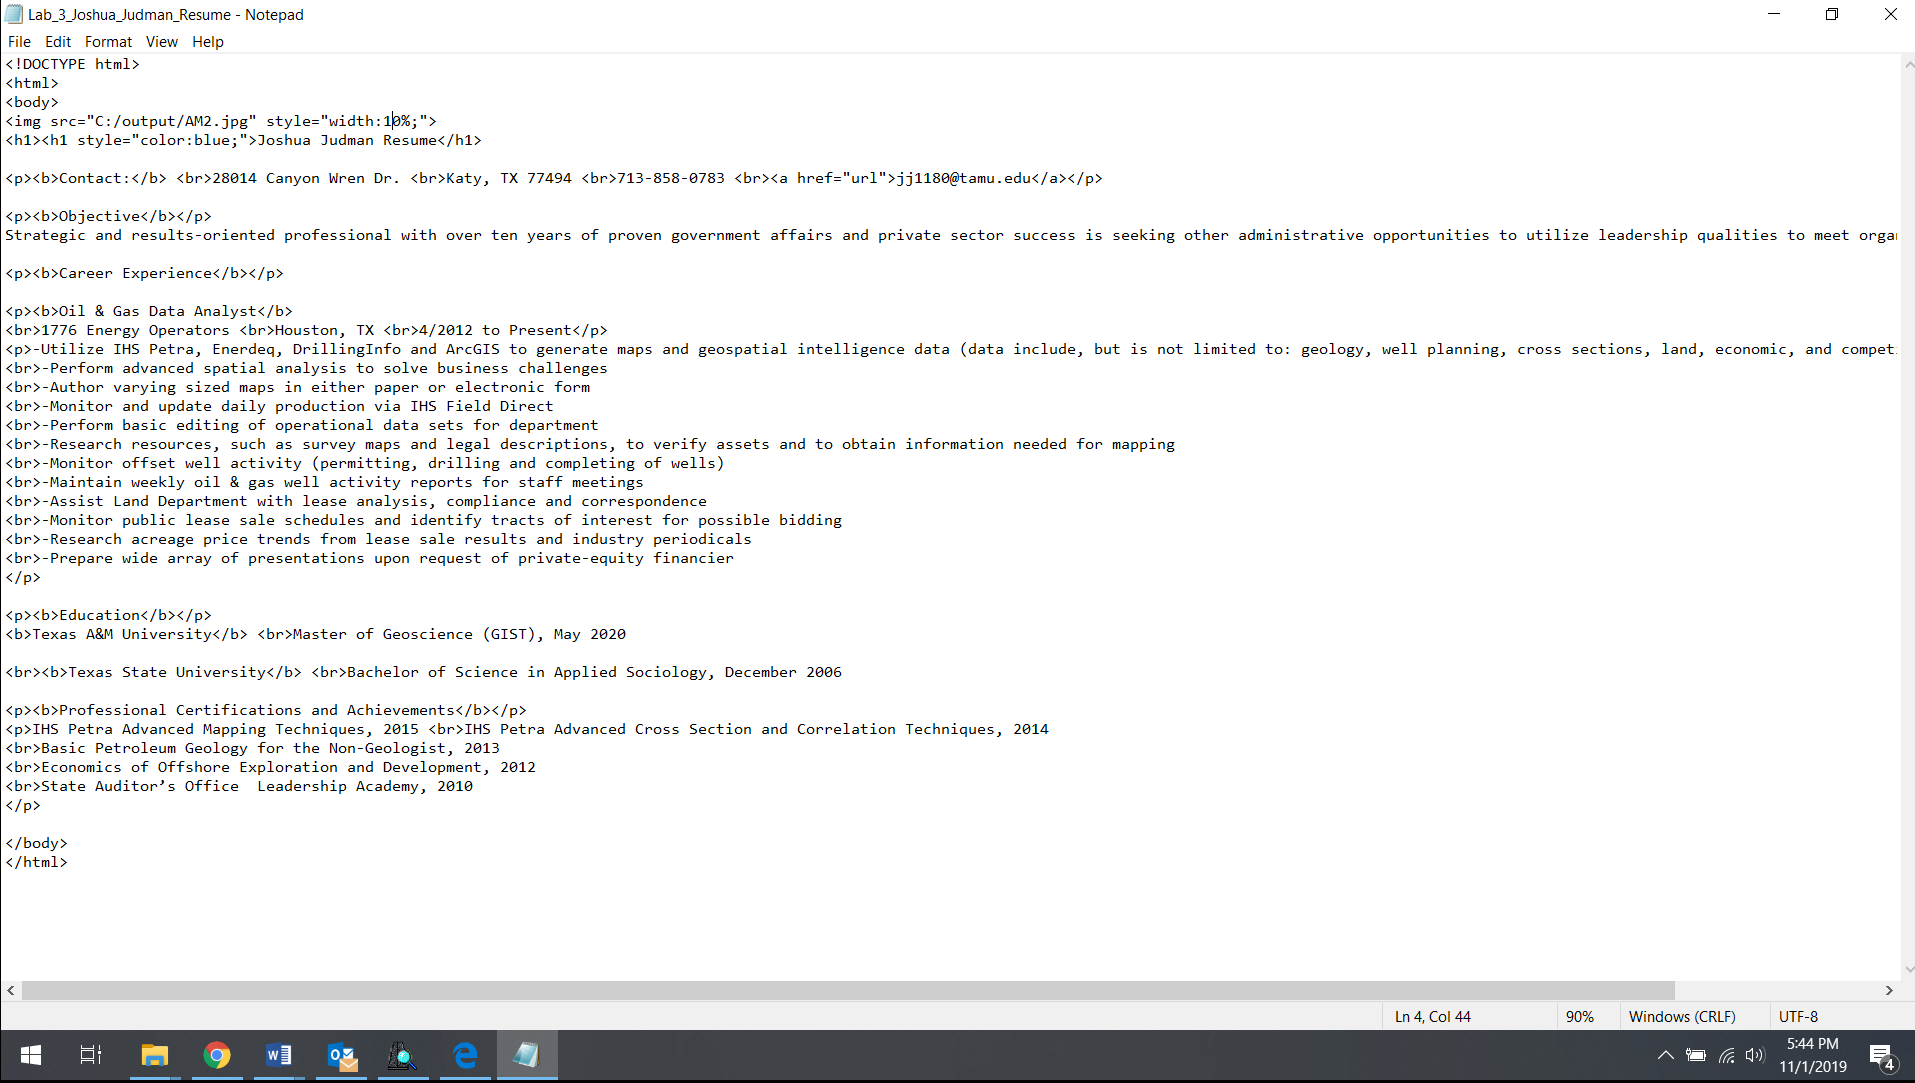 Lab_3_Joshua_Judman_Resume - Notepad
File Edit Format View Help
<!DOCTYPE html>
<html>
<body>
<img src="C:/output/AM2.jpg" style="width:10%;">
<h1><h1 style="color:blue;">Joshua Judman Resume</h1>
<p><b>Contact:</b> <br>28014 Canyon Wren Dr. <br>Katy, TX 77494 <br>713-858-0783 <br><a href="url">jj1180@tamu.edu</a></p>
<p><b>Objective</b></p>
Strategic and results-oriented professional with over ten years of proven government affairs and private sector success is seeking other administrative opportunities to utilize leadership qualities to meet orga
<p><b>Career Experience</b></p>
<p><b>Oil & Gas Data Analyst</b>
<br>1776 Energy Operators <br>Houston, TX <br>4/2012 to Present</p>
<p>-Utilize IHS Petra, Enerdeq, DrillingInfo and ArcGIS to generate maps and geospatial intelligence data (data include, but is not limited to: geology, well planning, cross sections, land, economic, and compet
<br>-Perform advanced spatial analysis to solve business challenges
<br>-Author varying sized maps in either paper or electronic form
<br>-Monitor and update daily production via IHS Field Direct
<br>-Perform basic editing of operational data sets for department
<br>-Research resources, such as survey maps and legal descriptions, to verify assets and to obtain information needed for mapping
<br>-Monitor offset well activity (permitting, drilling and completing of wells)
<br>-Maintain weekly oil & gas well activity reports for staff meetings
<br>-Assist Land Department with lease analysis, compliance and correspondence
<br>-Monitor public lease sale schedules and identify tracts of interest for possible bidding
<br>-Research acreage price trends from lease sale results and industry periodicals
<br>-Prepare wide array of presentations upon request of private-equity financier
</p>
<p><b>Education</b></p>
<b>Texas A&M University</b> <br>Master of Geoscience (GIST), May 2020
<br><b>Texas State University</b> <br>Bachelor of Science in Applied Sociology, December 2006
<p><b>Professional Certifications and Achievements</b></p>
<p>IHS Petra Advanced Mapping Techniques, 2015 <br>IHS Petra Advanced Cross Section and Correlation Techniques, 2014
<br>Basic Petroleum Geology for the Non-Geologist, 2013
<br>Economics of Offshore Exploration and Development, 2012
<br>State Auditor’s Office  Leadership Academy, 2010
</p>
</body>
</html>
Ln 4, Col 44 90% Windows (CRLF) UTF-8
5:44 PM
11/1/2019
4